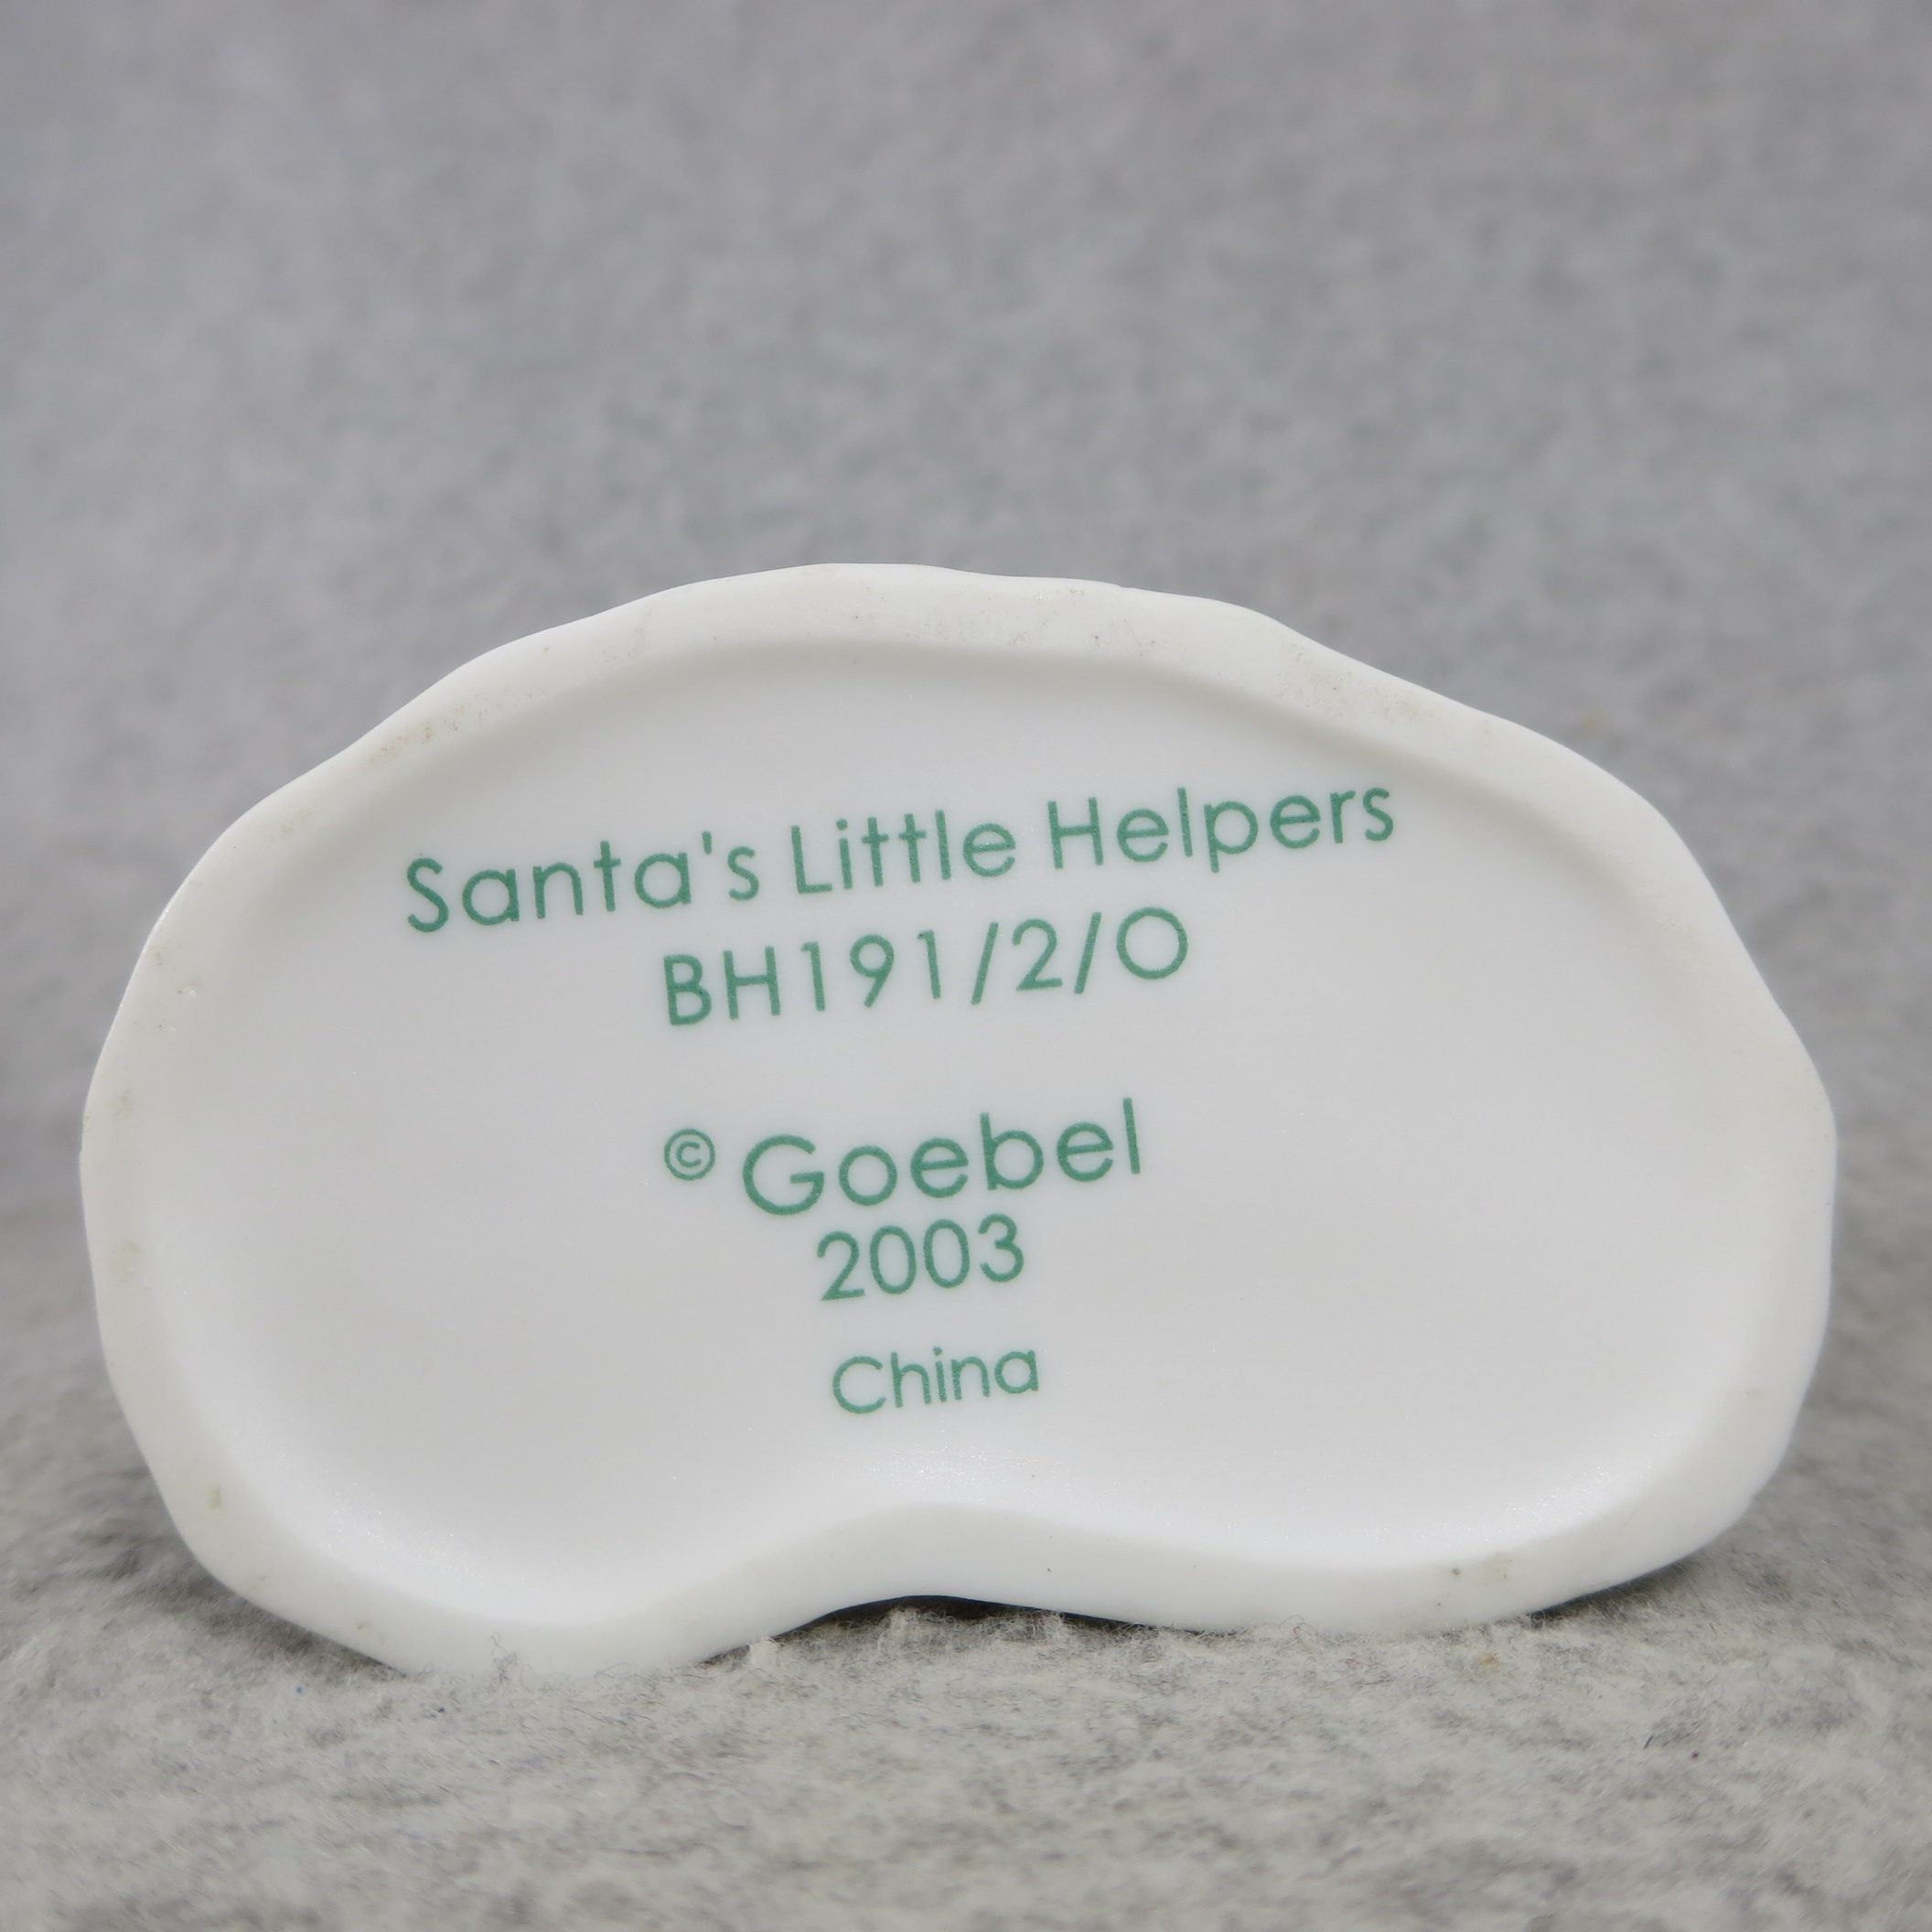 Santa's Little Helpers
BH191/2/O
© Goebel
2003
China